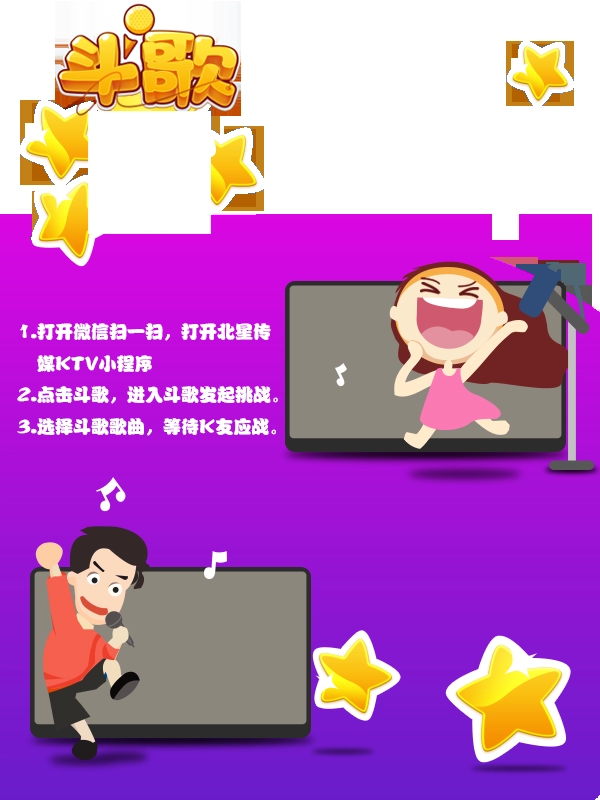 斗歌
1.打开微信扫一扫，打开北星传
媒KTV小程序
2.点击斗歌，进入斗歌发起挑战。
3.选择斗歌歌曲，等待K友应战。